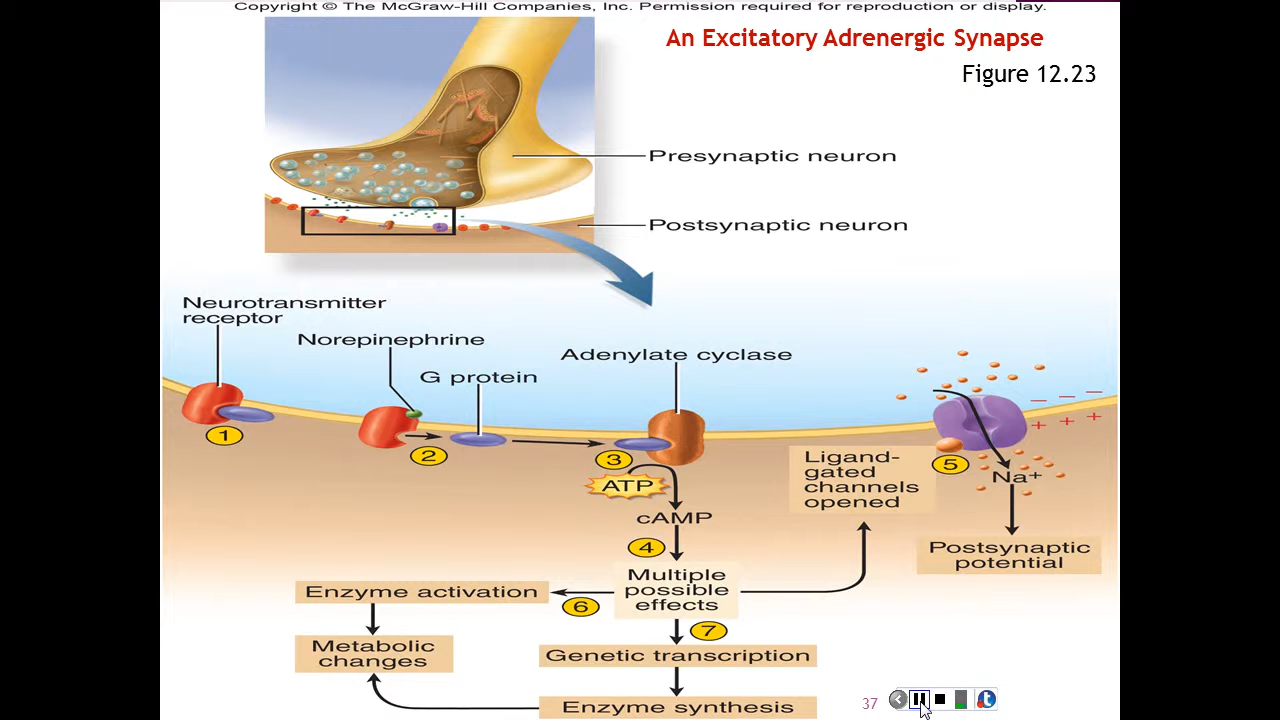 Copyright © The McGraw-Hill Companies, Inc. Permission required for reproduction or display.
An Excitatory Adrenergic Synapse
Figure 12.23
Presynaptic neuron
Postsynaptic neuron
Neurotransmitter
receptor
Norepinephrine
G protein
Adenylate cyclase
− − −
+ + +
1
2
3
ATP
cAMP
4
Multiple
possible
effects
Ligand-
gated
channels
opened
5
Na+
Postsynaptic
potential
Enzyme activation
6
Metabolic
changes
7
Genetic transcription
Enzyme synthesis
37
t